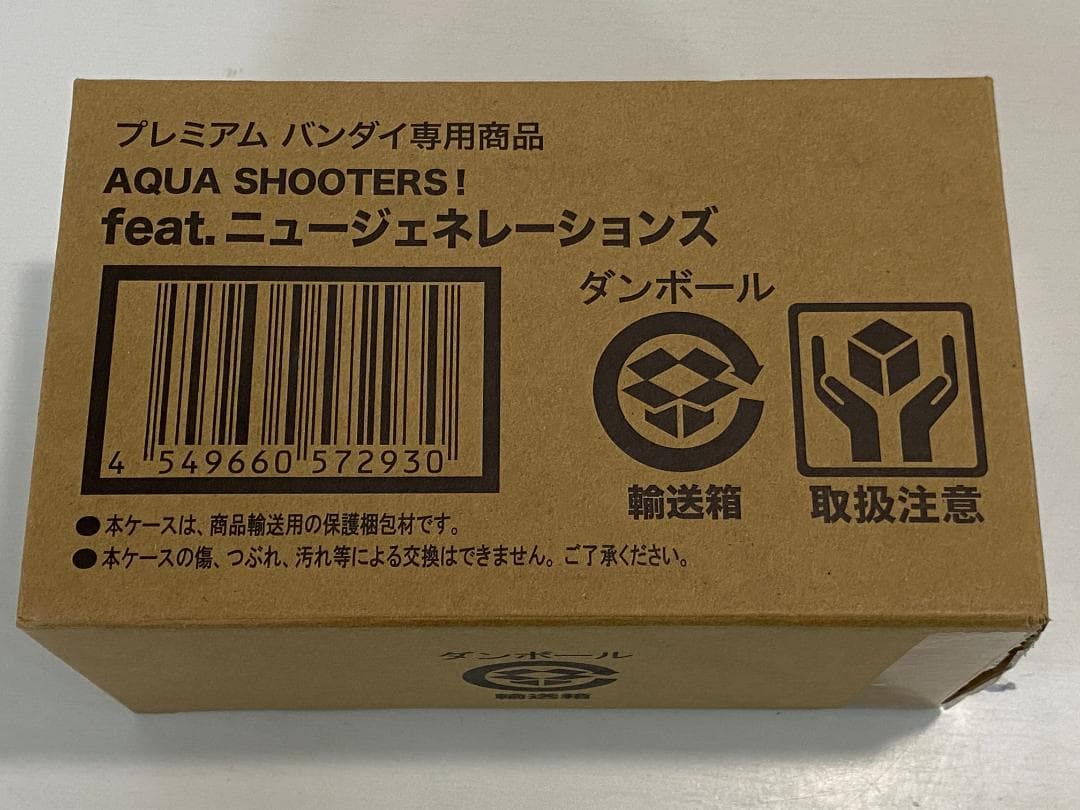 プレミアム バンダイ専用商品
AQUA SHOOTERS!
feat.ニュージェネレーションズ
ダンボール
輸送箱
取扱注意
4 549660 572930
●本ケースは、商品輸送用の保護梱包材です。
●本ケースの傷、つぶれ、汚れ等による交換はできません。ご了承ください。
ダンボール
輸送箱